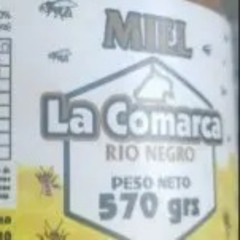 MIEL
La Comarca
RIO NEGRO
PESO NETO
570 grs